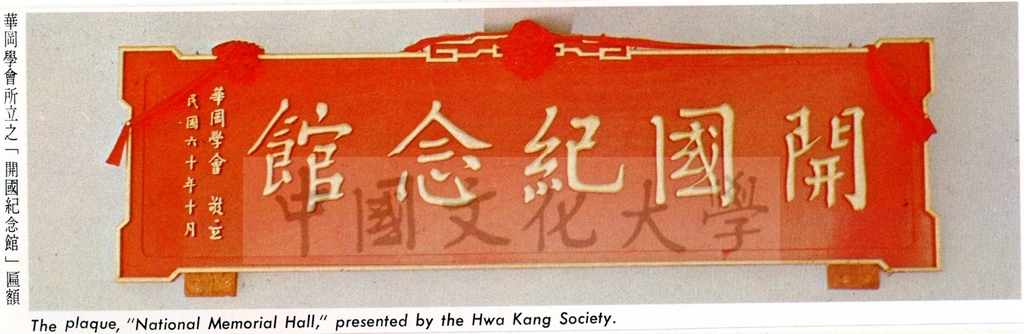 華岡學會所立之「開國紀念館」匾額
開國紀念館
華岡學會 敬立
民國六十年十月
中國文化大學
The plaque, "National Memorial Hall," presented by the Hwa Kang Society.